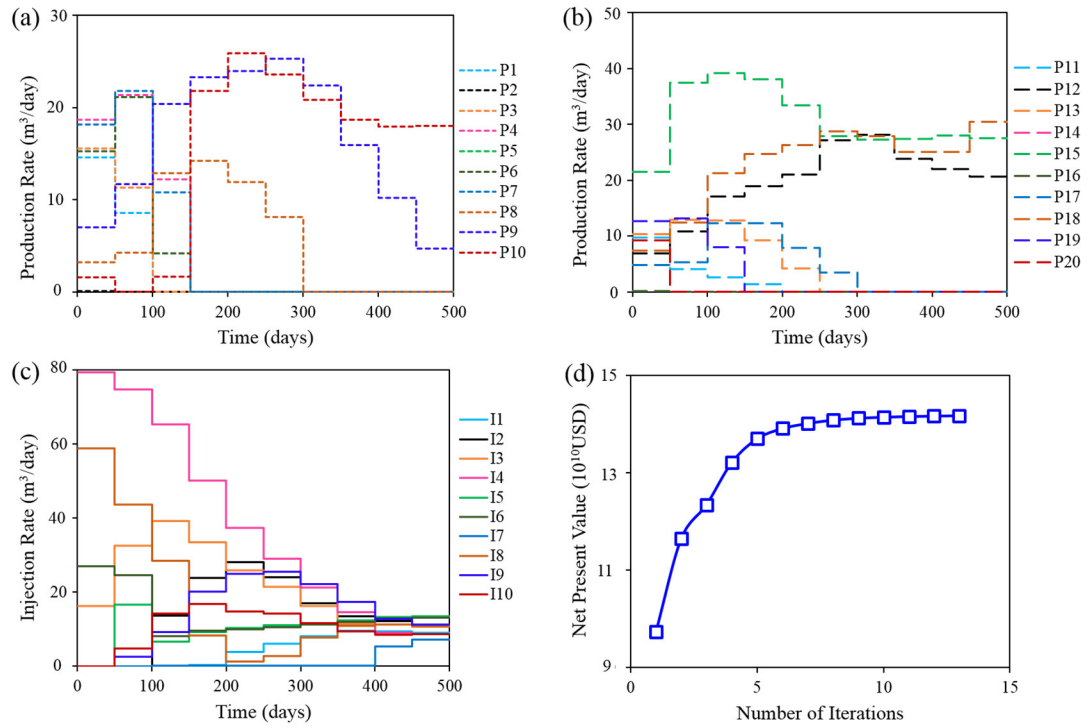 (a)
30
20
10
0
Production Rate (m³/day)
0 100 200 300 400 500
Time (days)
P1
P2
P3
P4
P5
P6
P7
P8
P9
P10
(b)
50
40
30
20
10
0
Production Rate (m³/day)
0 100 200 300 400 500
Time (days)
P11
P12
P13
P14
P15
P16
P17
P18
P19
P20
(c)
80
60
40
20
0
Injection Rate (m³/day)
0 100 200 300 400 500
Time (days)
I1
I2
I3
I4
I5
I6
I7
I8
I9
I10
(d)
15
13
11
9
Net Present Value (10¹⁰USD)
0 5 10 15
Number of Iterations